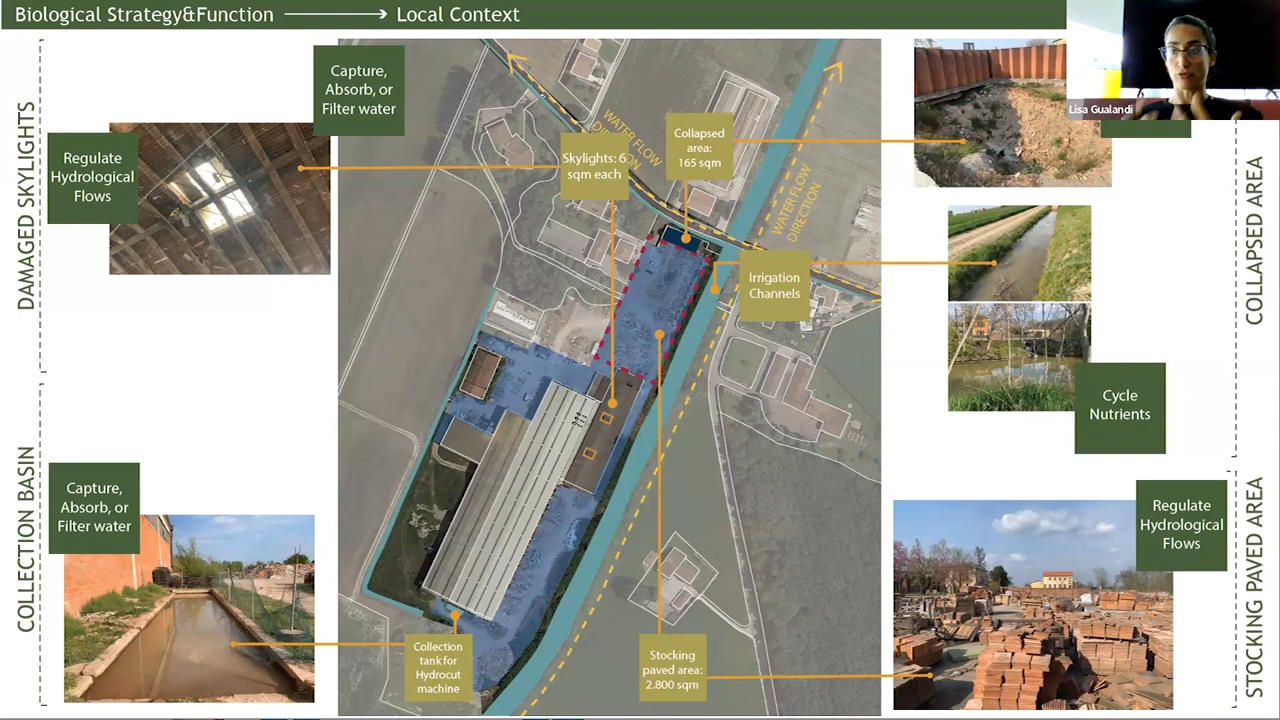 Biological Strategy&Function
Local Context
Lisa Gualandi
DAMAGED SKYLIGHTS
Capture,
Absorb, or
Filter water
Regulate
Hydrological
Flows
COLLECTION BASIN
Capture,
Absorb, or
Filter water
WATER FLOW
DIRECTION
Skylights: 6
sqm each
Collapsed
area:
165 sqm
WATER FLOW
DIRECTION
Irrigation
Channels
Collection
tank for
Hydrocut
machine
Stocking
paved area:
2.800 sqm
COLLAPSED AREA
Cycle
Nutrients
Regulate
Hydrological
Flows
STOCKING PAVED AREA